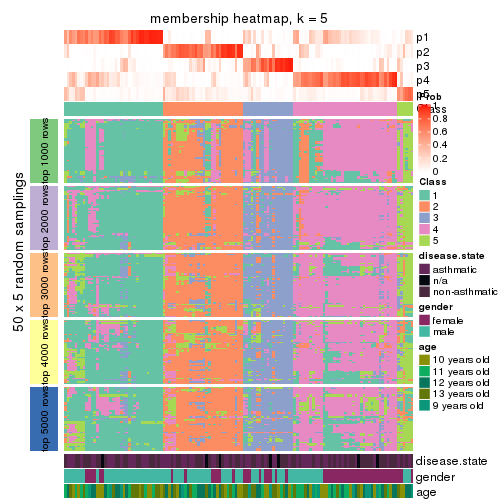 membership heatmap, k = 5
p1
p2
p3
p4
p5
Prob
1
0.8
0.6
0.4
0.2
0
Class
Class
1
2
3
4
5
disease.state
asthmatic
n/a
non-asthmatic
gender
female
male
age
10 years old
11 years old
12 years old
13 years old
9 years old
50 x 5 random samplings
top 1000 rows
top 2000 rows
top 3000 rows
top 4000 rows
top 5000 rows
disease.state
gender
age